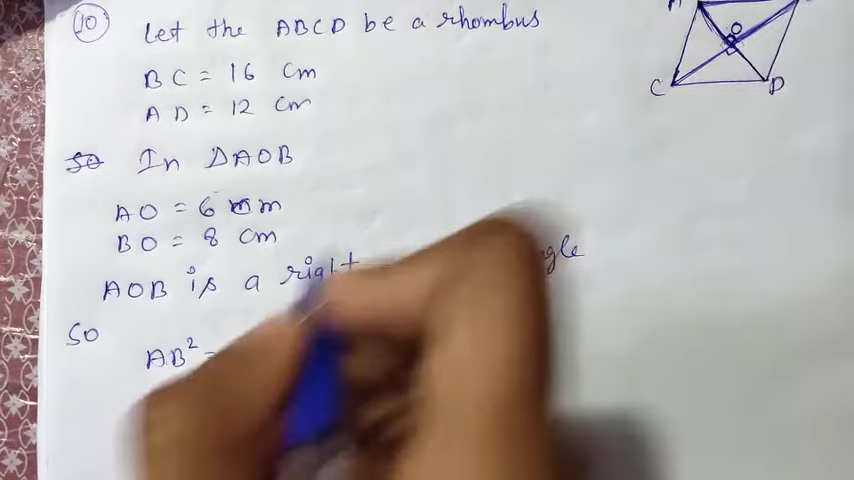 10 Let the ABCD be a rhombus
BC = 16 cm
AD = 12 cm
So In ΔAOB
AO = 6 cm
BO = 8 cm
AOB is a right
So
AB² =
A
O
C
D